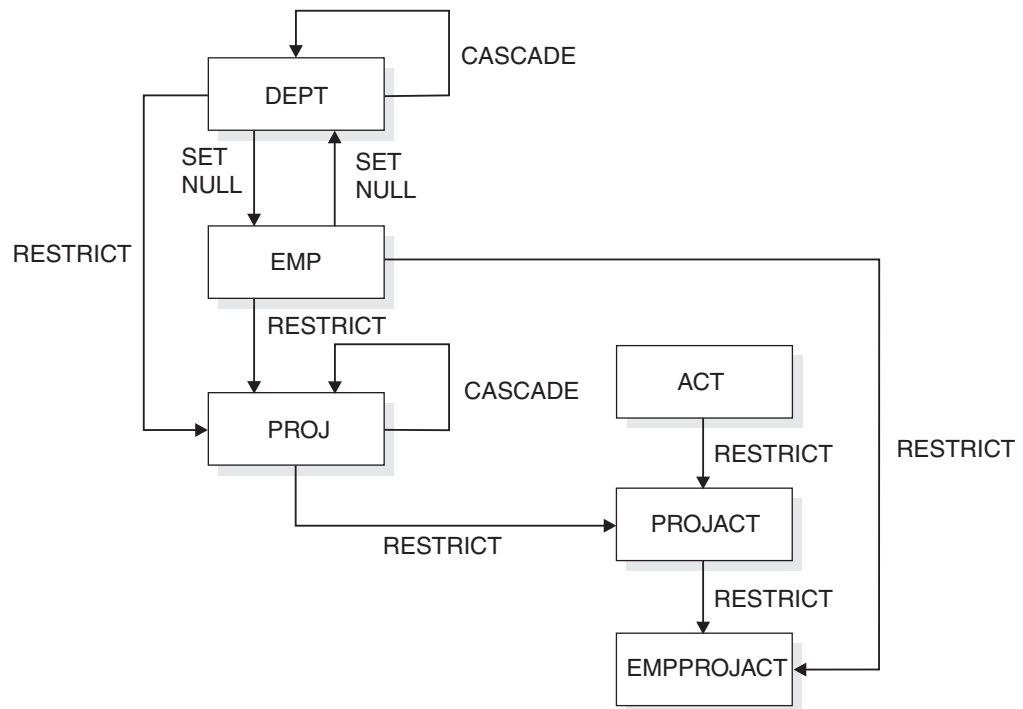 CASCADE
DEPT
SET
NULL
SET
NULL
RESTRICT
EMP
RESTRICT
CASCADE
ACT
PROJ
RESTRICT
RESTRICT
PROJACT
RESTRICT
RESTRICT
EMPPROJACT